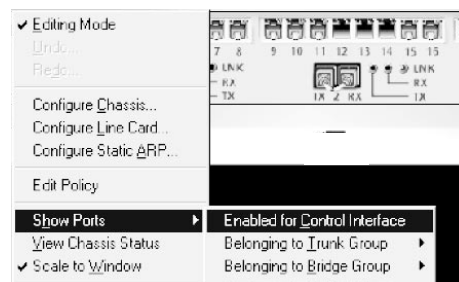 ✔ Editing Mode
Undo...
Redo...
Configure Chassis...
Configure Line Card...
Configure Static ARP...
Edit Policy
Show Ports
View Chassis Status
✔ Scale to Window
Enabled for Control Interface
Belonging to Trunk Group
Belonging to Bridge Group
7 8 9 10 11 12 13 14 15 15
LNK
RX
TX
1X 2 RX
LNK
RX
1X